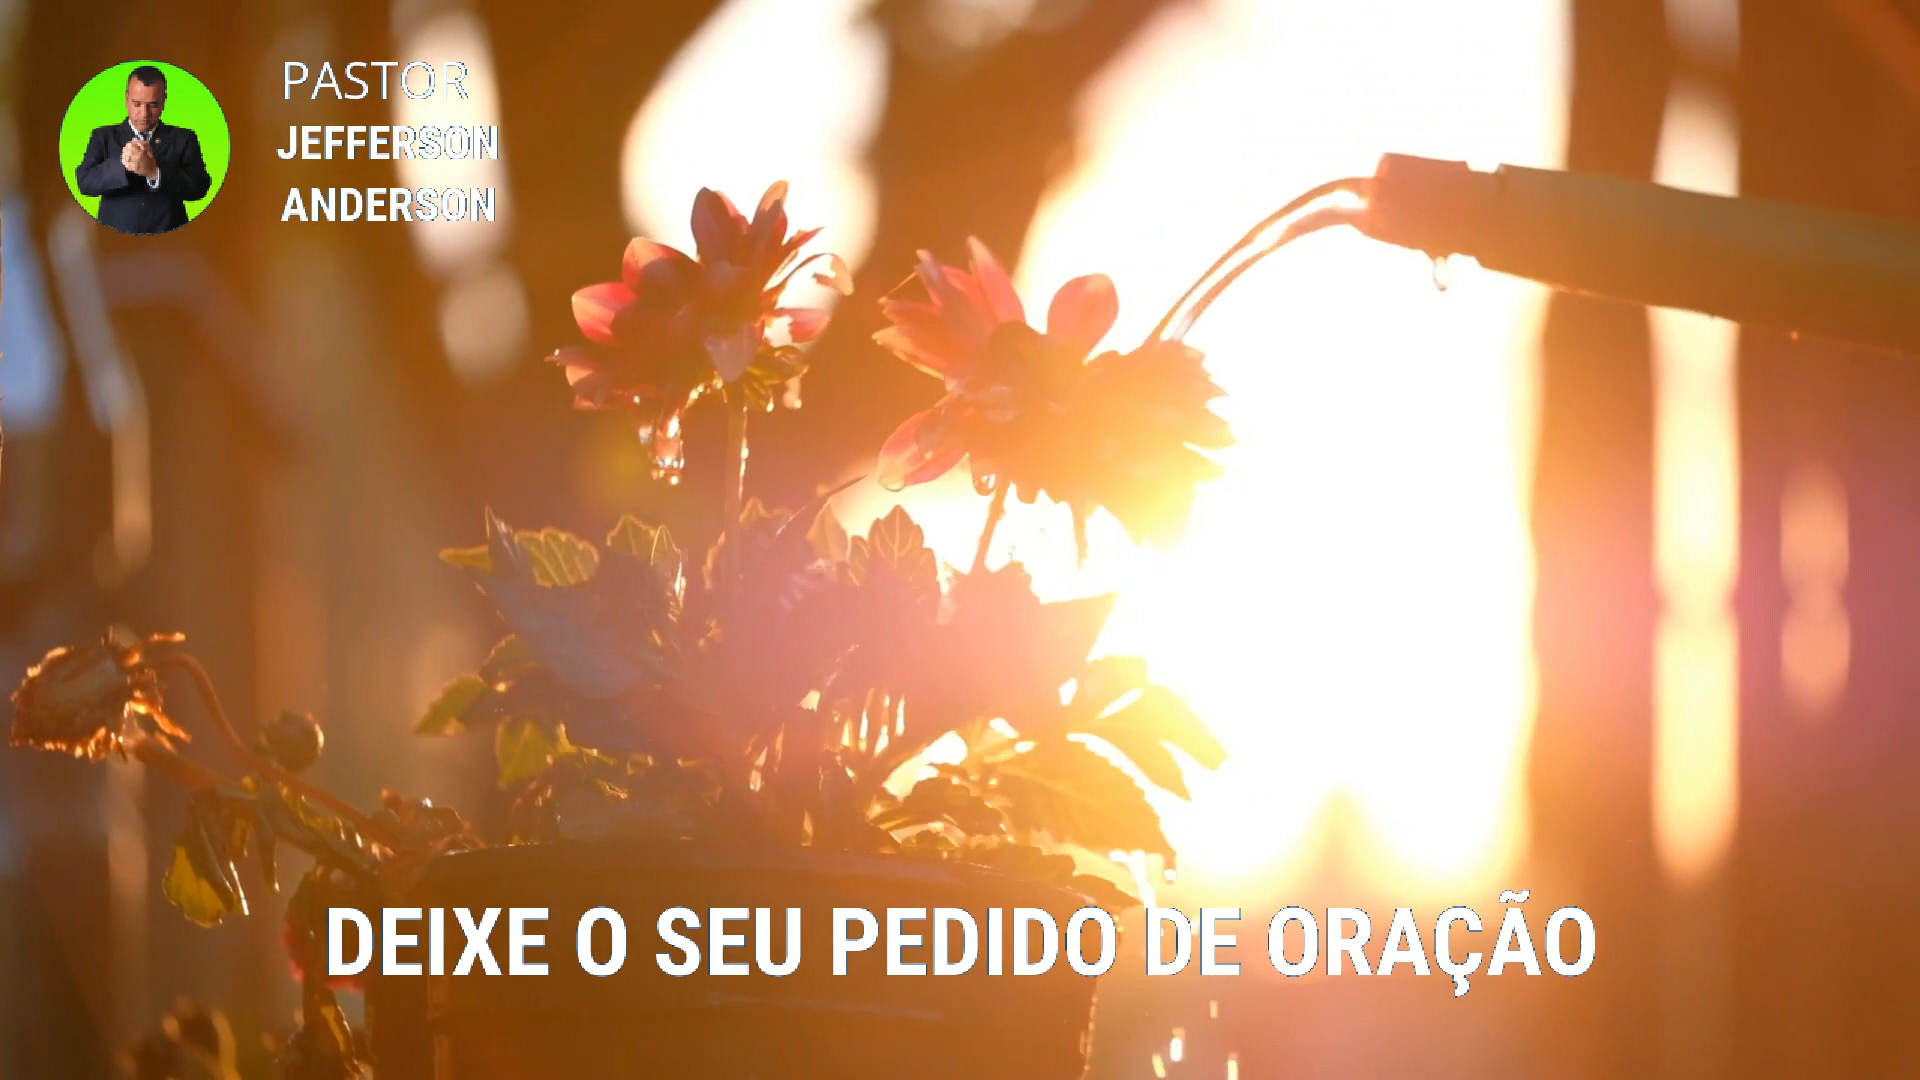 PASTOR
JEFFERSON
ANDERSON
DEIXE O SEU PEDIDO DE ORAÇÃO